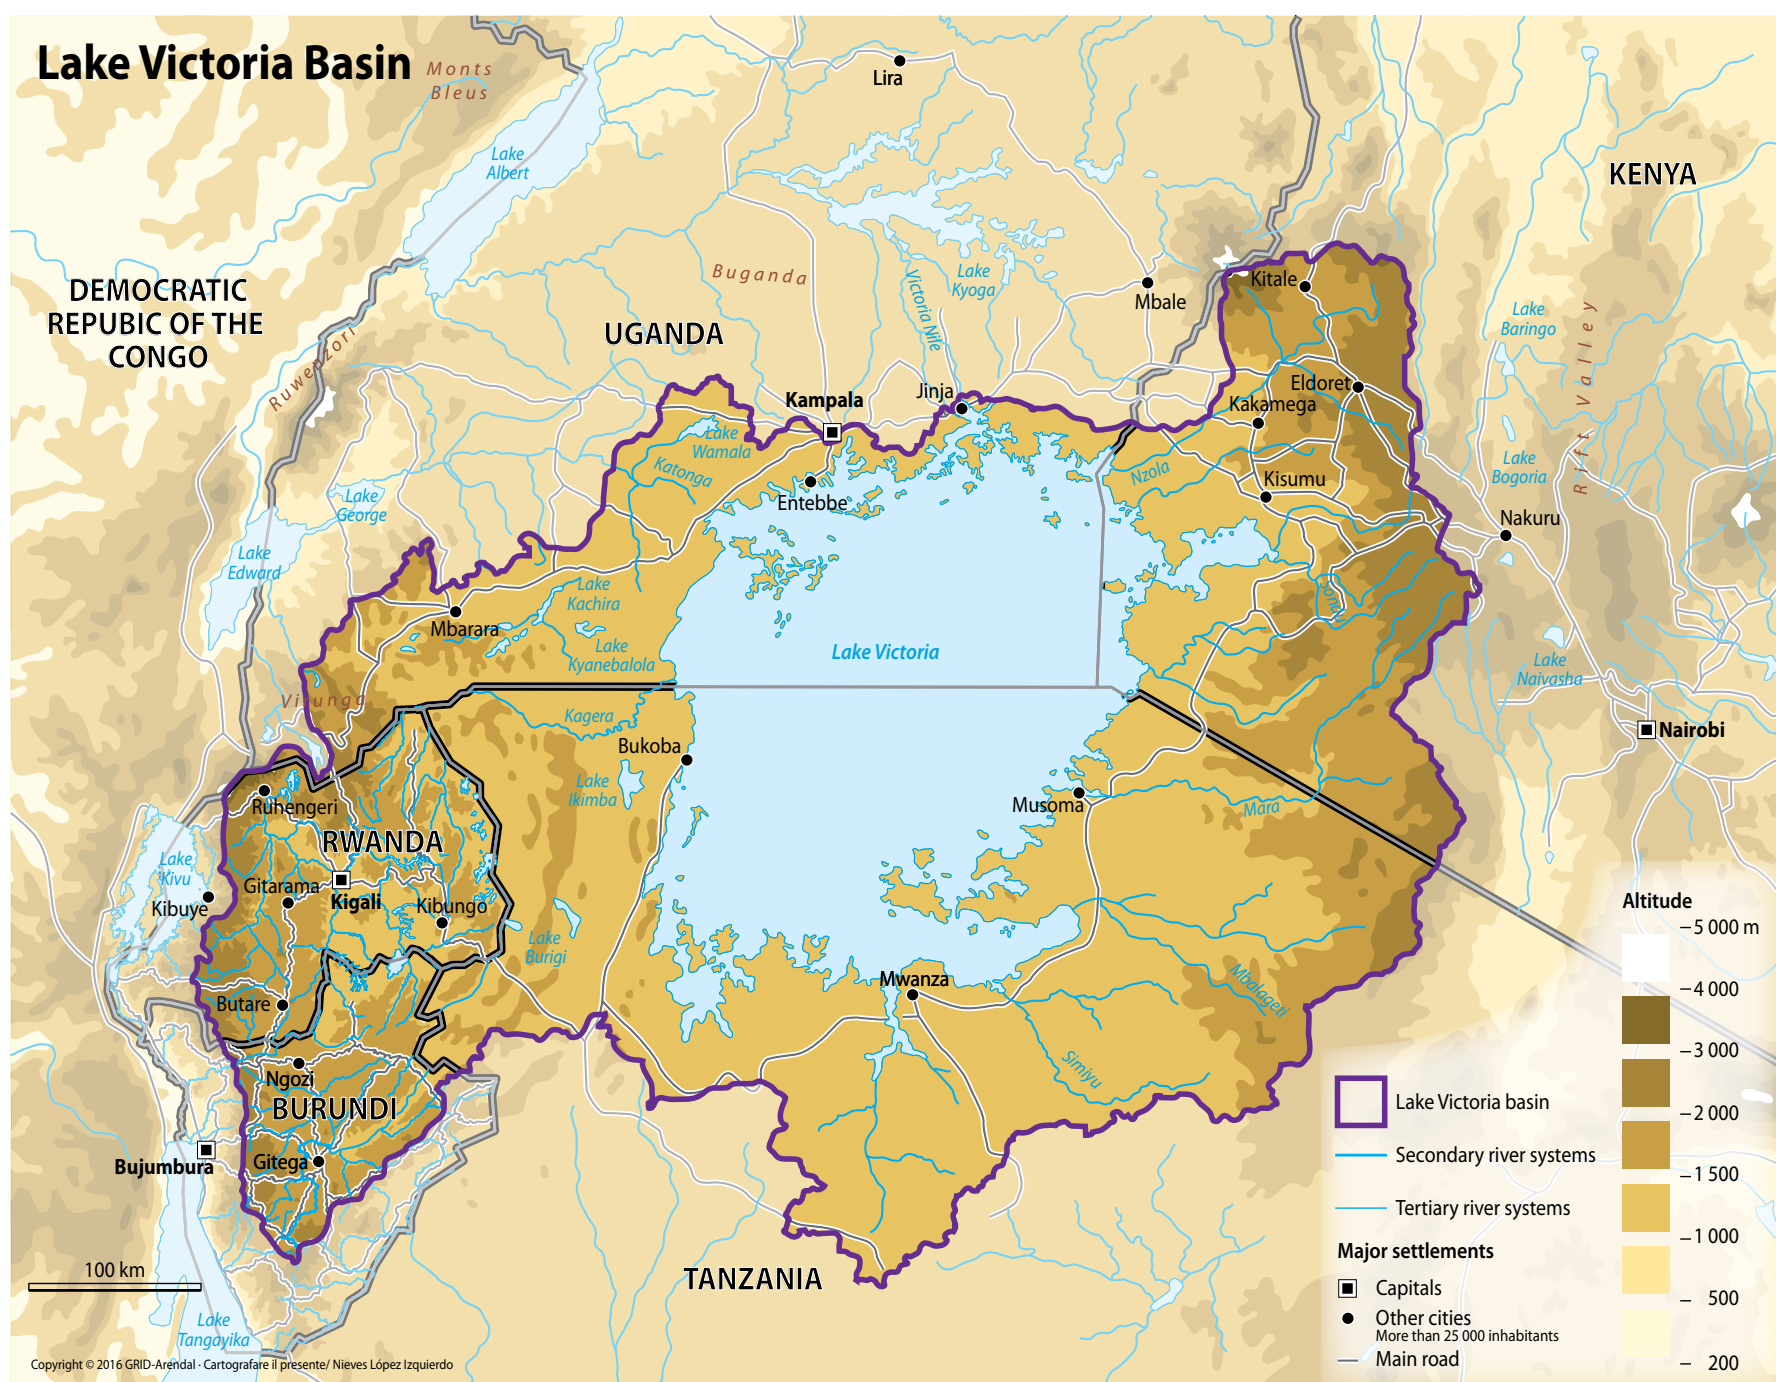 Lake Victoria Basin
Monts
Bleus
Lira
Lake
Albert
KENYA
DEMOCRATIC
REPUBIC OF THE
CONGO
Buganda
Victoria Nile
Lake
Kyoga
Mbale
Kitale
Lake
Baringo
Rift Valley
UGANDA
Ruwenzori
Kampala
Jinja
Eldoret
Kakamega
Lake
Wamala
Katonga
Entebbe
Nzola
Kisumu
Lake
Bogoria
Nakuru
Lake
George
Lake
Edward
Lake
Kachira
Mbarara
Sondu
Lake
Kyanebalola
Lake Victoria
Lake
Naivasha
Virunga
Kagera
Bukoba
Nairobi
Lake
Ikimba
Musoma
Mara
Ruhengeri
RWANDA
Lake
Kivu
Gitarama
Kigali
Kibuye
Kibungo
Lake
Burigi
Mwanza
Mbalageti
Butare
Simiyu
Ngozi
BURUNDI
Bujumbura
Gitega
TANZANIA
100 km
Lake
Tangayika
Altitude
5 000 m
4 000
3 000
2 000
1 500
1 000
500
200
Lake Victoria basin
Secondary river systems
Tertiary river systems
Major settlements
Capitals
Other cities
More than 25 000 inhabitants
Main road
Copyright © 2016 GRID-Arendal · Cartografare il presente/ Nieves López Izquierdo